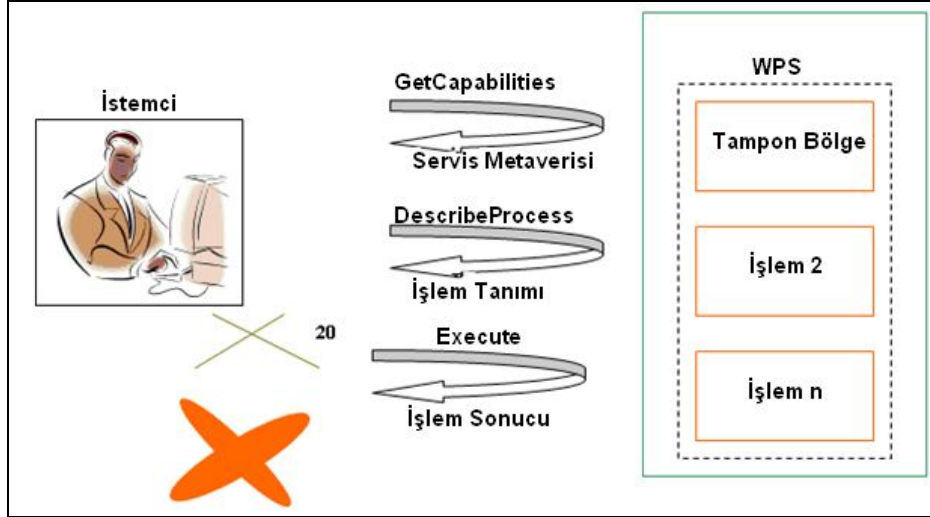 İstemci
GetCapabilities
Servis Metaverisi
DescribeProcess
İşlem Tanımı
20
Execute
İşlem Sonucu
WPS
Tampon Bölge
İşlem 2
İşlem n